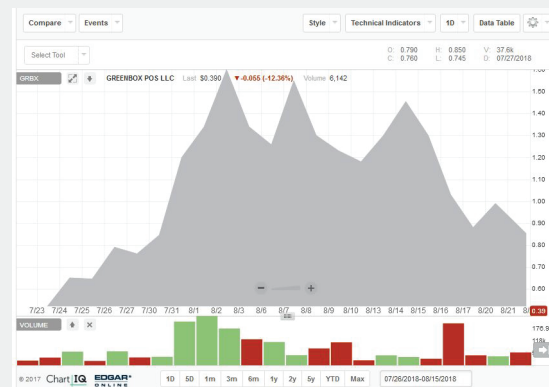 Compare Events Style Technical Indicators 1D Data Table
Select Tool O: 0.790 H: 0.850 V: 37.6k
C: 0.760 L: 0.745 D: 07/27/2018
GRBX GREENBOX POS LLC Last $0.390 ▼-0.055 (-12.36%) Volume 6,142
1.50
1.40
1.30
1.20
1.10
1.00
0.90
0.80
0.70
0.60
7/23 7/24 7/25 7/26 7/27 7/30 7/31 8/1 8/2 8/3 8/6 8/7 8/8 8/9 8/10 8/13 8/14 8/15 8/16 8/17 8/20 8/21 0.39
VOLUME
© 2017 ChartIQ EDGAR ONLINE 1D 5D 1m 3m 6m 1y 2y 5y YTD Max 07/26/2018-08/15/2018